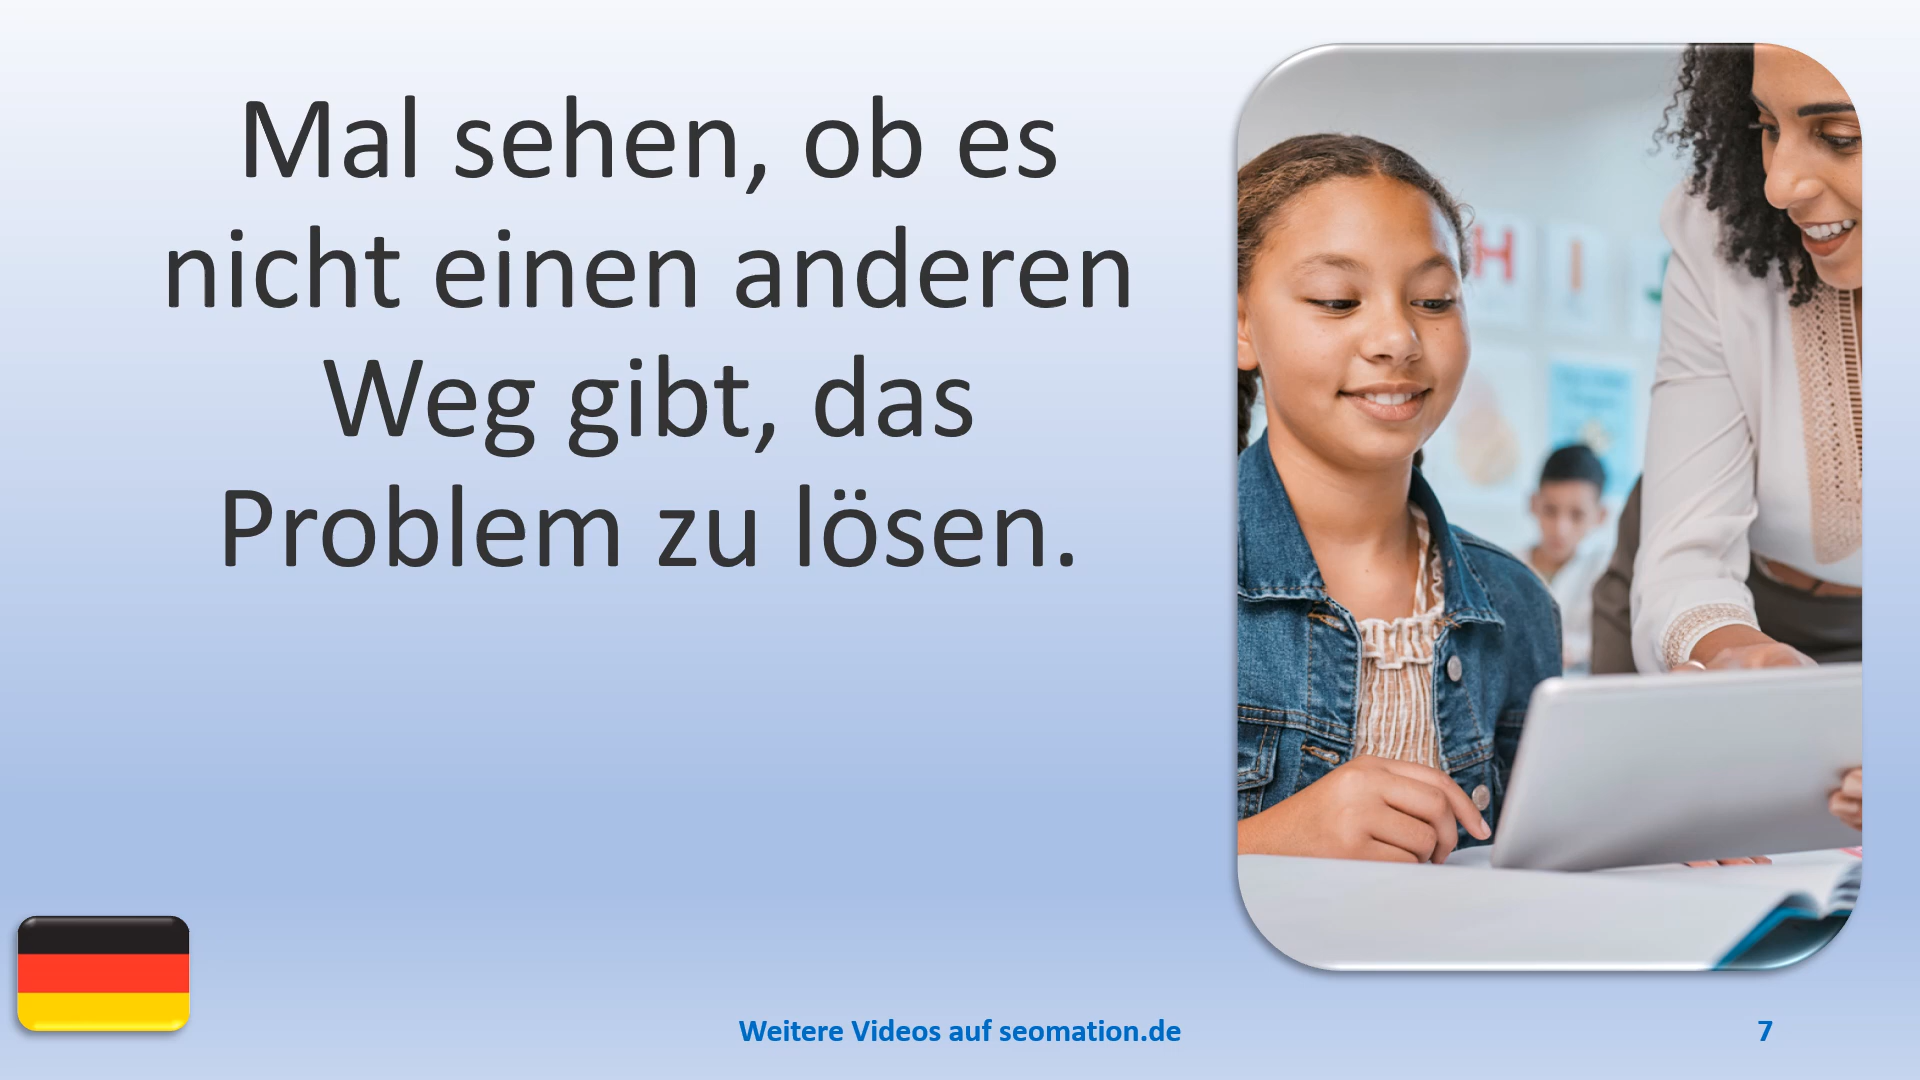 Mal sehen, ob es
nicht einen anderen
Weg gibt, das
Problem zu lösen.
H I
Weitere Videos auf seomation.de
7